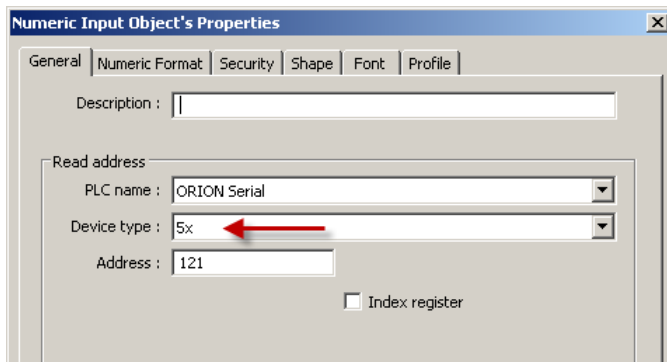 Numeric Input Object's Properties
General Numeric Format Security Shape Font Profile
Description :
Read address
PLC name : ORION Serial
Device type : 5x
Address : 121
Index register